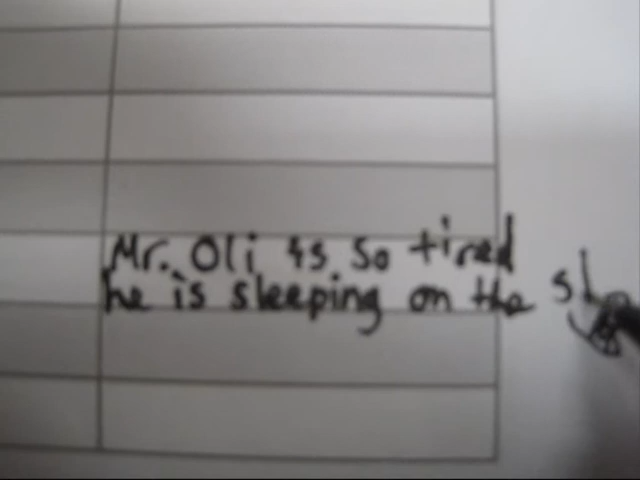 Mr. Oli is so tired
he is sleeping on the